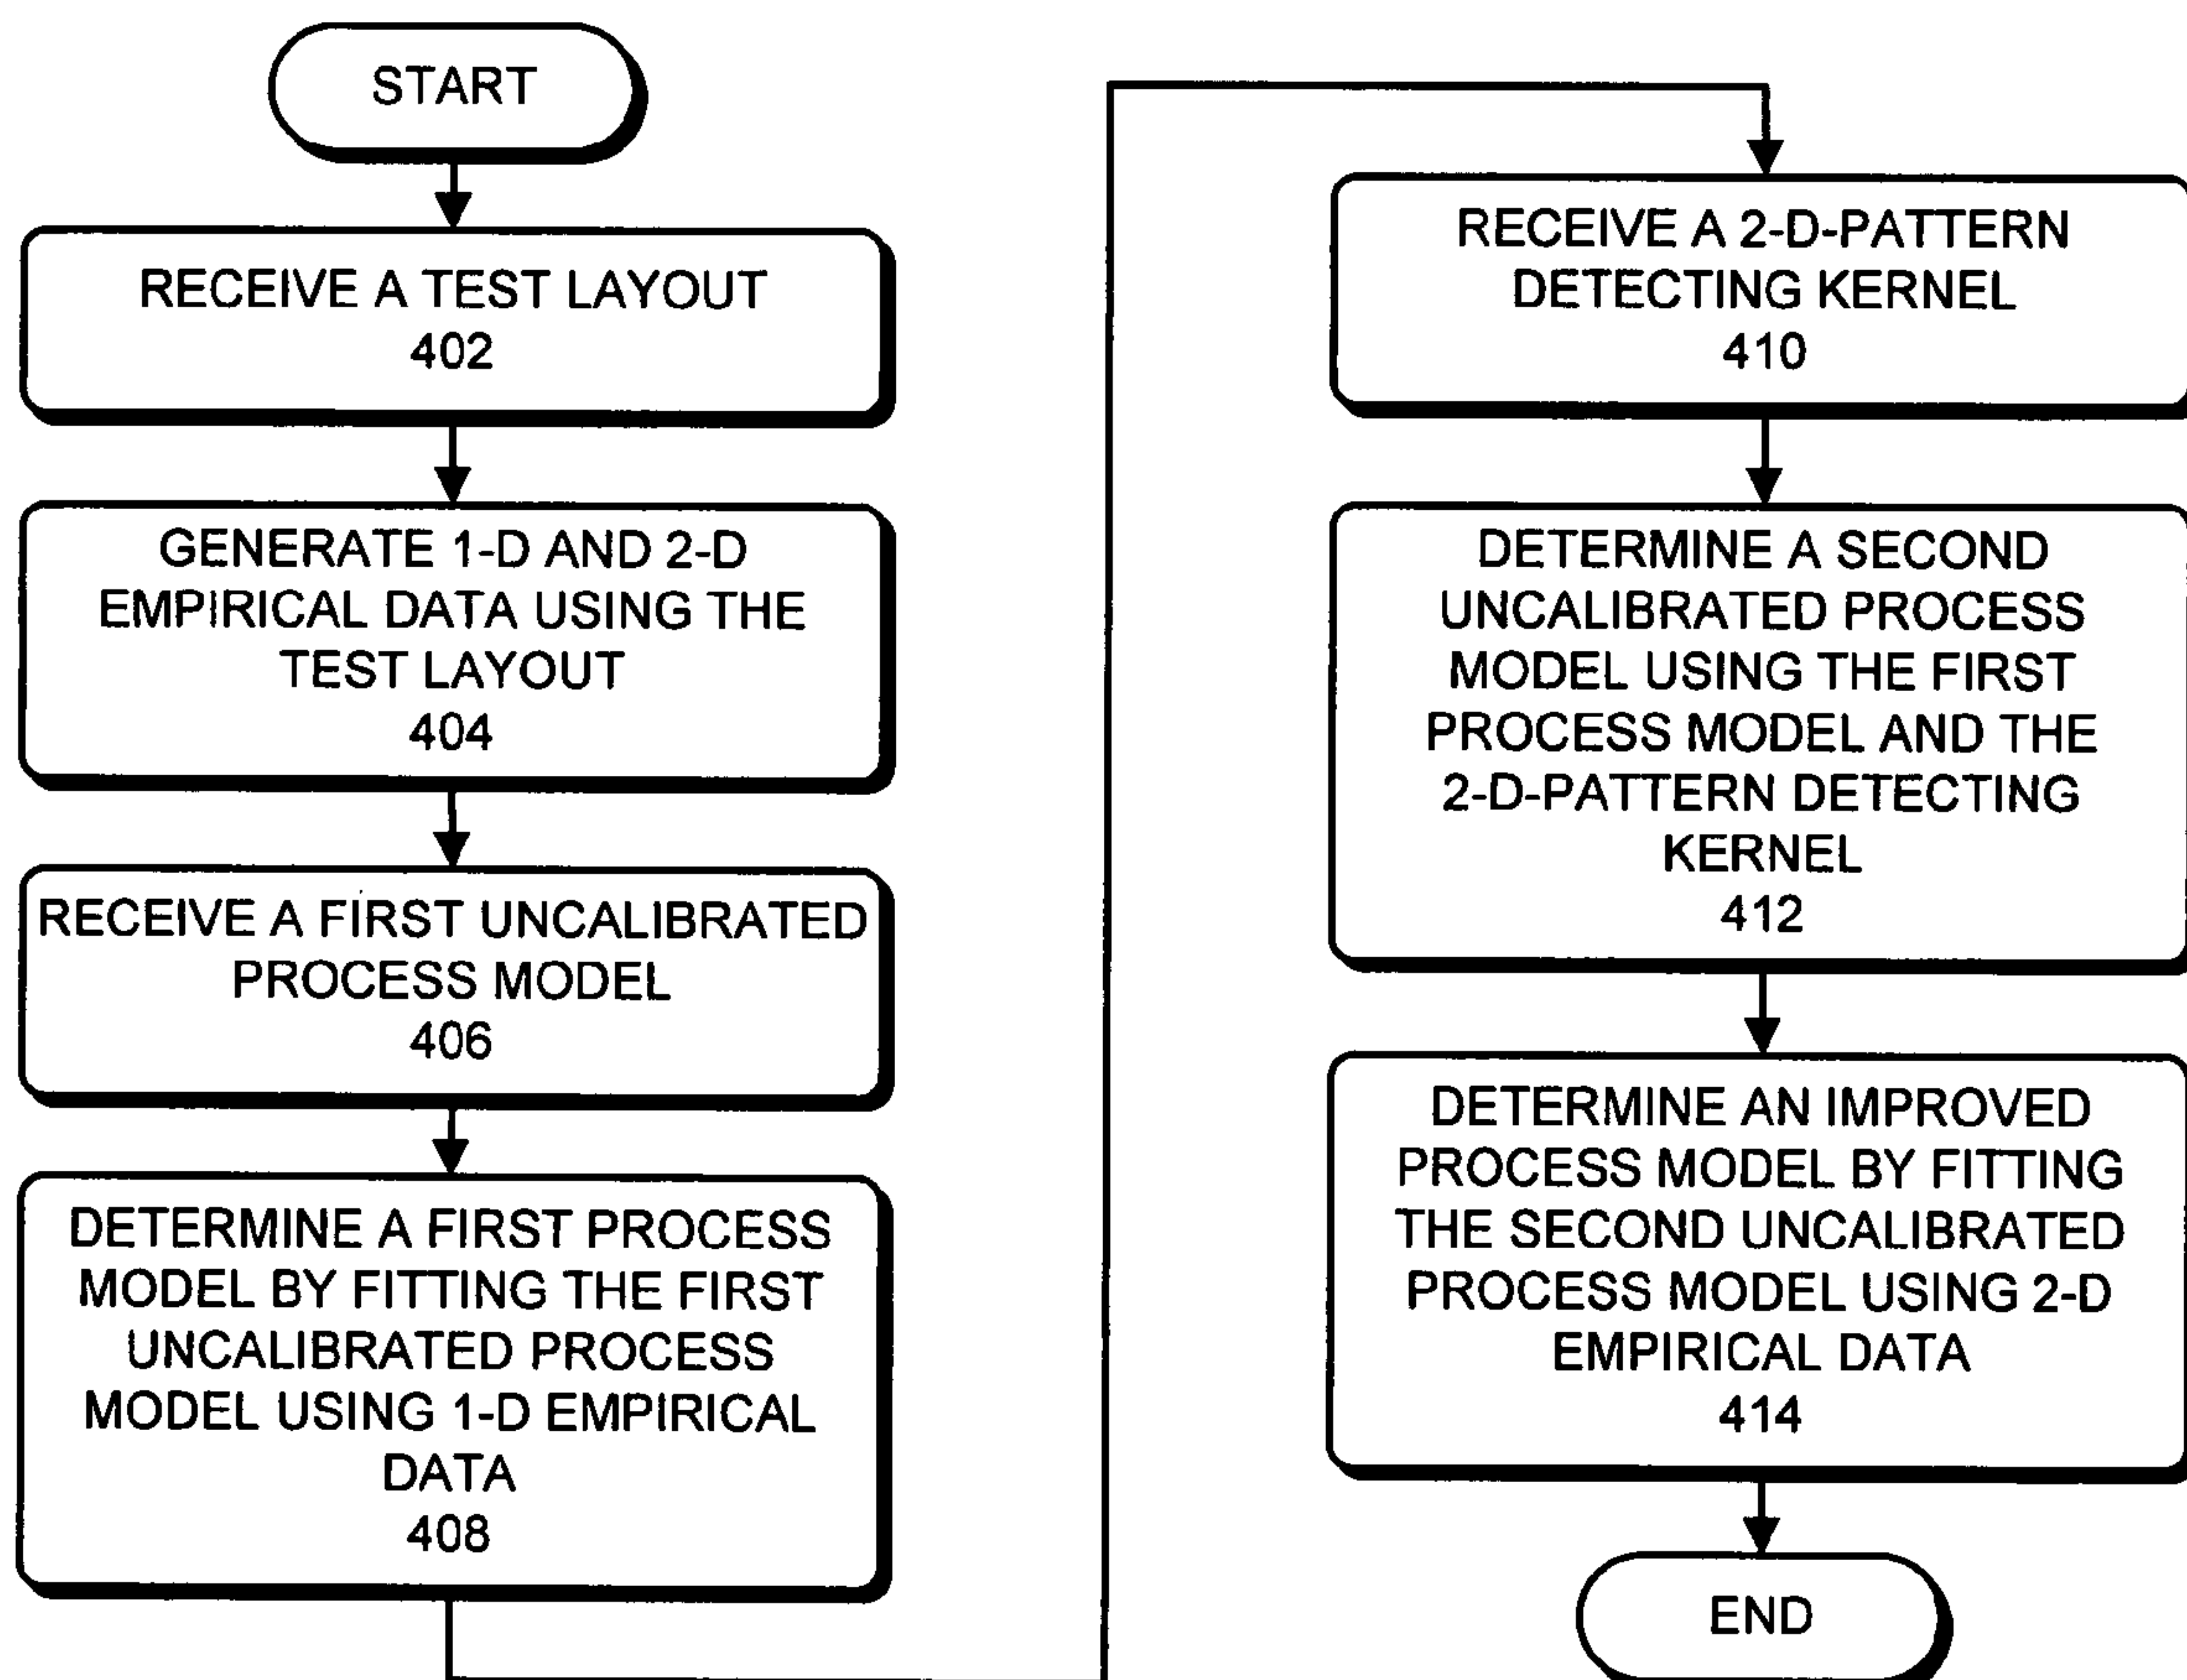 START
RECEIVE A TEST LAYOUT
402
GENERATE 1-D AND 2-D
EMPIRICAL DATA USING THE
TEST LAYOUT
404
RECEIVE A FIRST UNCALIBRATED
PROCESS MODEL
406
DETERMINE A FIRST PROCESS
MODEL BY FITTING THE FIRST
UNCALIBRATED PROCESS
MODEL USING 1-D EMPIRICAL
DATA
408
RECEIVE A 2-D-PATTERN
DETECTING KERNEL
410
DETERMINE A SECOND
UNCALIBRATED PROCESS
MODEL USING THE FIRST
PROCESS MODEL AND THE
2-D-PATTERN DETECTING
KERNEL
412
DETERMINE AN IMPROVED
PROCESS MODEL BY FITTING
THE SECOND UNCALIBRATED
PROCESS MODEL USING 2-D
EMPIRICAL DATA
414
END